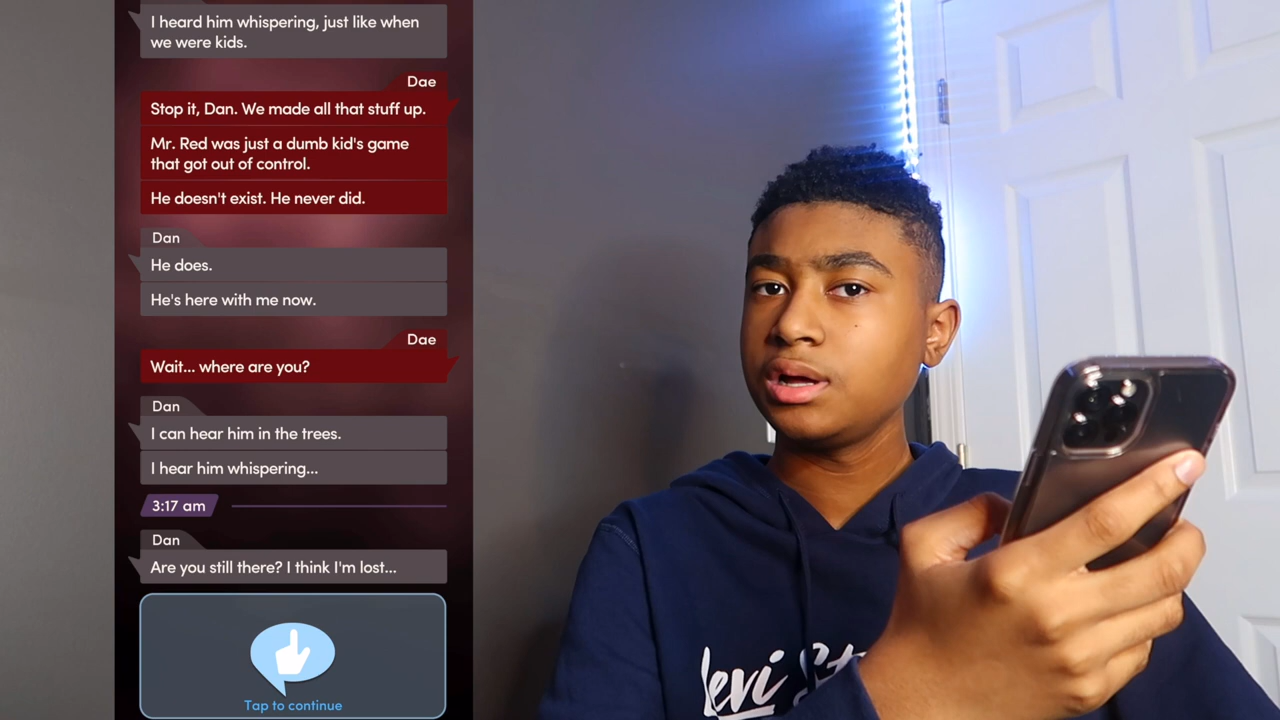 I heard him whispering, just like when
we were kids.
Dae
Stop it, Dan. We made all that stuff up.
Mr. Red was just a dumb kid's game
that got out of control.
He doesn't exist. He never did.
Dan
He does.
He's here with me now.
Dae
Wait... where are you?
Dan
I can hear him in the trees.
I hear him whispering...
3:17 am
Dan
Are you still there? I think I'm lost...
Tap to continue
levi